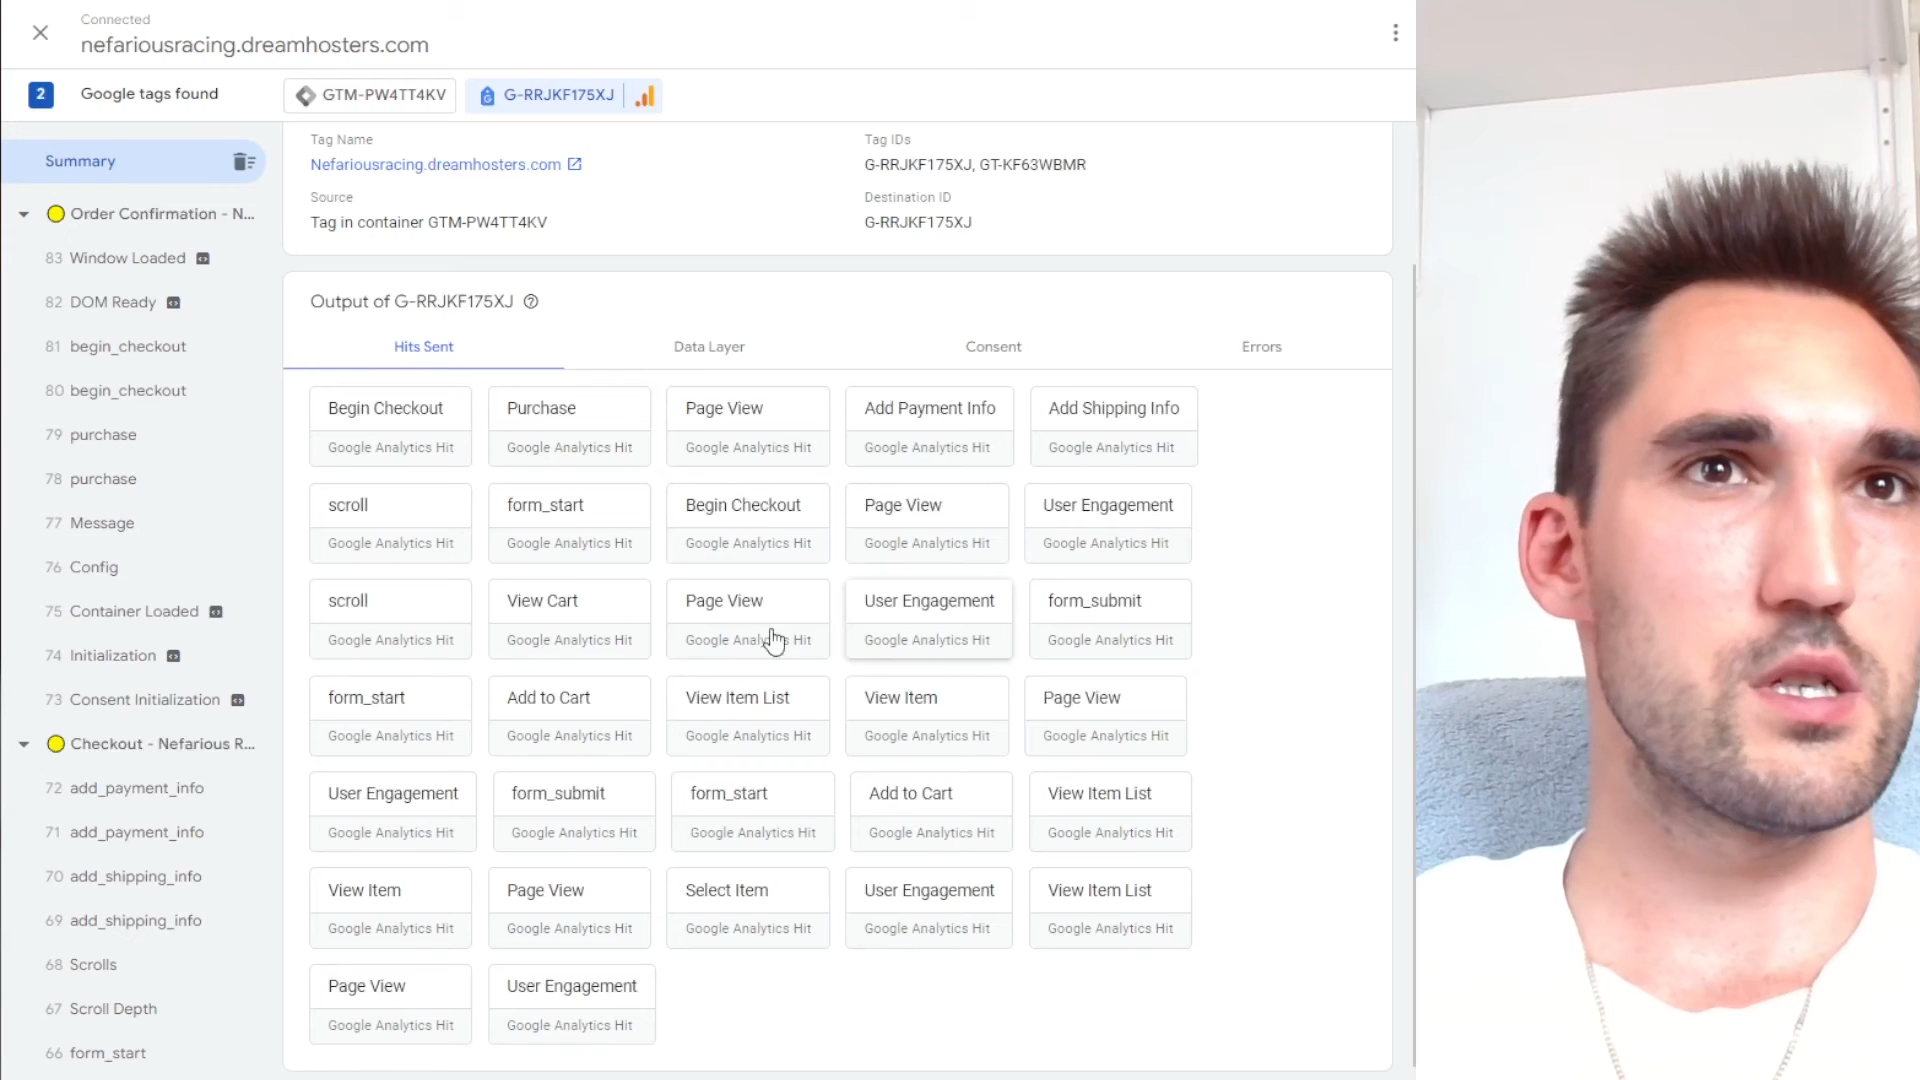 Connected
nefariousracing.dreamhosters.com
2 Google tags found GTM-PW4TT4KV G-RRJKF175XJ
Summary
Order Confirmation - N...
83 Window Loaded
82 DOM Ready
81 begin_checkout
80 begin_checkout
79 purchase
78 purchase
77 Message
76 Config
75 Container Loaded
74 Initialization
73 Consent Initialization
Checkout - Nefarious R...
72 add_payment_info
71 add_payment_info
70 add_shipping_info
69 add_shipping_info
68 Scrolls
67 Scroll Depth
66 form_start
Tag Name Tag IDs
Nefariousracing.dreamhosters.com G-RRJKF175XJ, GT-KF63WBMR
Source Destination ID
Tag in container GTM-PW4TT4KV G-RRJKF175XJ
Output of G-RRJKF175XJ
Hits Sent Data Layer Consent Errors
Begin Checkout Purchase Page View Add Payment Info Add Shipping Info
Google Analytics Hit Google Analytics Hit Google Analytics Hit Google Analytics Hit Google Analytics Hit
scroll form_start Begin Checkout Page View User Engagement
Google Analytics Hit Google Analytics Hit Google Analytics Hit Google Analytics Hit Google Analytics Hit
scroll View Cart Page View User Engagement form_submit
Google Analytics Hit Google Analytics Hit Google Analytics Hit Google Analytics Hit Google Analytics Hit
form_start Add to Cart View Item List View Item Page View
Google Analytics Hit Google Analytics Hit Google Analytics Hit Google Analytics Hit Google Analytics Hit
User Engagement form_submit form_start Add to Cart View Item List
Google Analytics Hit Google Analytics Hit Google Analytics Hit Google Analytics Hit Google Analytics Hit
View Item Page View Select Item User Engagement View Item List
Google Analytics Hit Google Analytics Hit Google Analytics Hit Google Analytics Hit Google Analytics Hit
Page View User Engagement
Google Analytics Hit Google Analytics Hit